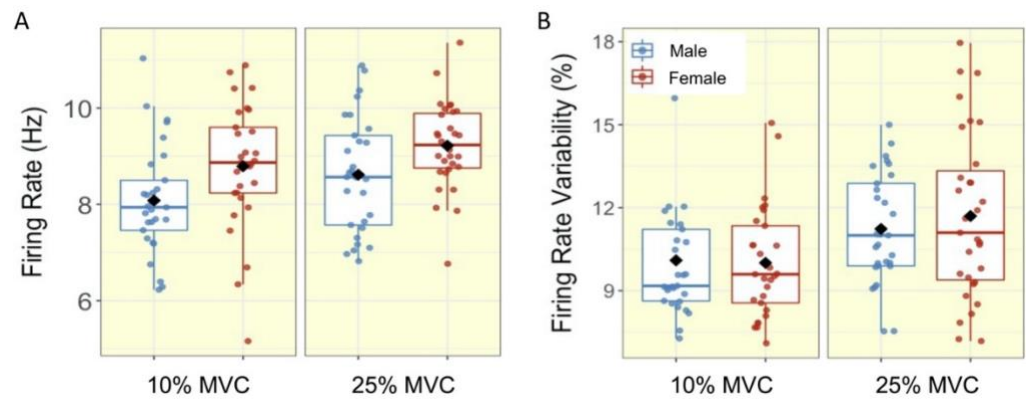 A
Firing Rate (Hz)
10
8
6
10% MVC
25% MVC
B
Firing Rate Variability (%)
18
15
12
9
Male
Female
10% MVC
25% MVC